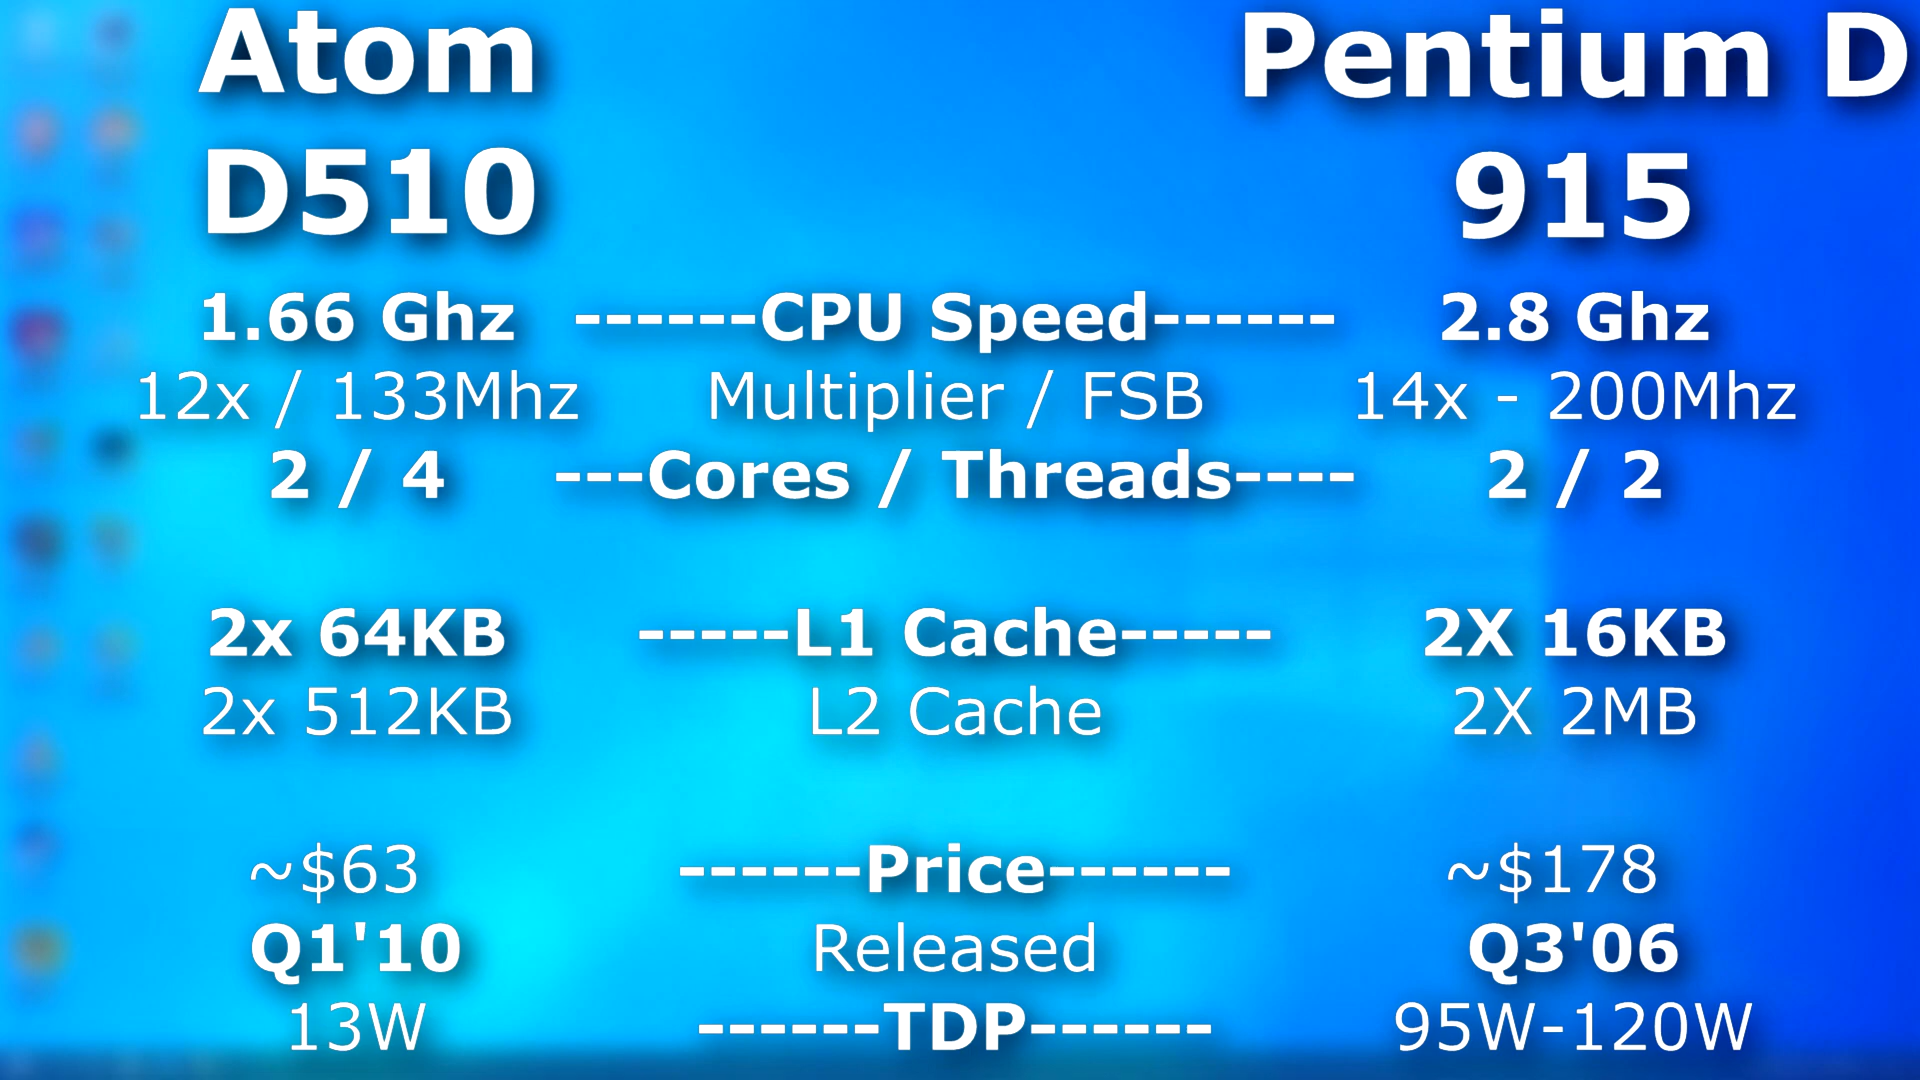 Atom Pentium D
D510 915
1.66 Ghz ------CPU Speed------ 2.8 Ghz
12x / 133Mhz Multiplier / FSB 14x - 200Mhz
2 / 4 ---Cores / Threads---- 2 / 2
2x 64KB -----L1 Cache----- 2X 16KB
2x 512KB L2 Cache 2X 2MB
~$63 ------Price------ ~$178
Q1'10 Released Q3'06
13W ------TDP------ 95W-120W